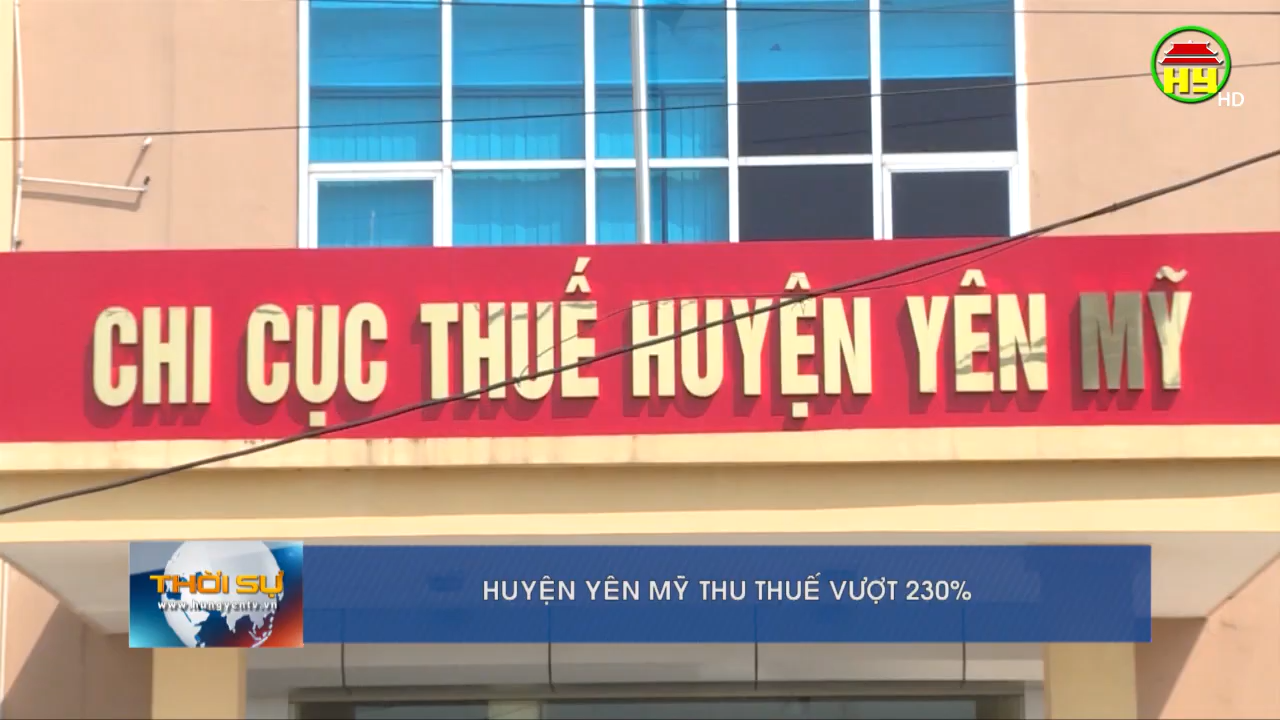 HY
HD
CHI CỤC THUẾ HUYỆN YÊN MỸ
THỜI SỰ
www.hungyentv.vn
HUYỆN YÊN MỸ THU THUẾ VƯỢT 230%